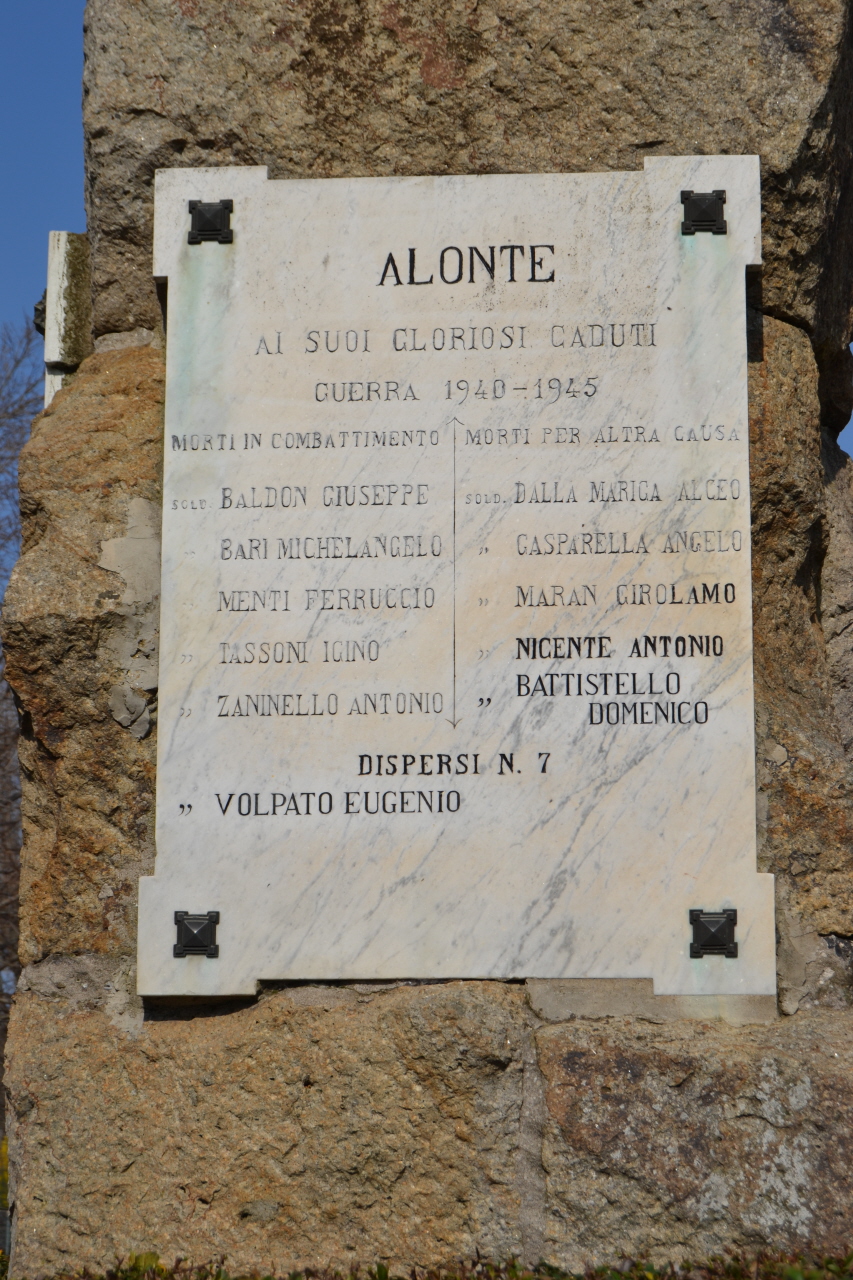 ALONTE
AI SUOI GLORIOSI CADUTI
GUERRA 1940-1945
MORTI IN COMBATTIMENTO
SOLD. BALDON GIUSEPPE
„ BARI MICHELANGELO
„ MENTI FERRUCCIO
„ TASSONI IGINO
„ ZANINELLO ANTONIO
MORTI PER ALTRA CAUSA
SOLD. DALLA MARIGA ALCEO
„ GASPARELLA ANGELO
„ MARAN GIROLAMO
„ NICENTE ANTONIO
„ BATTISTELLO
DOMENICO
DISPERSI N. 7
„ VOLPATO EUGENIO